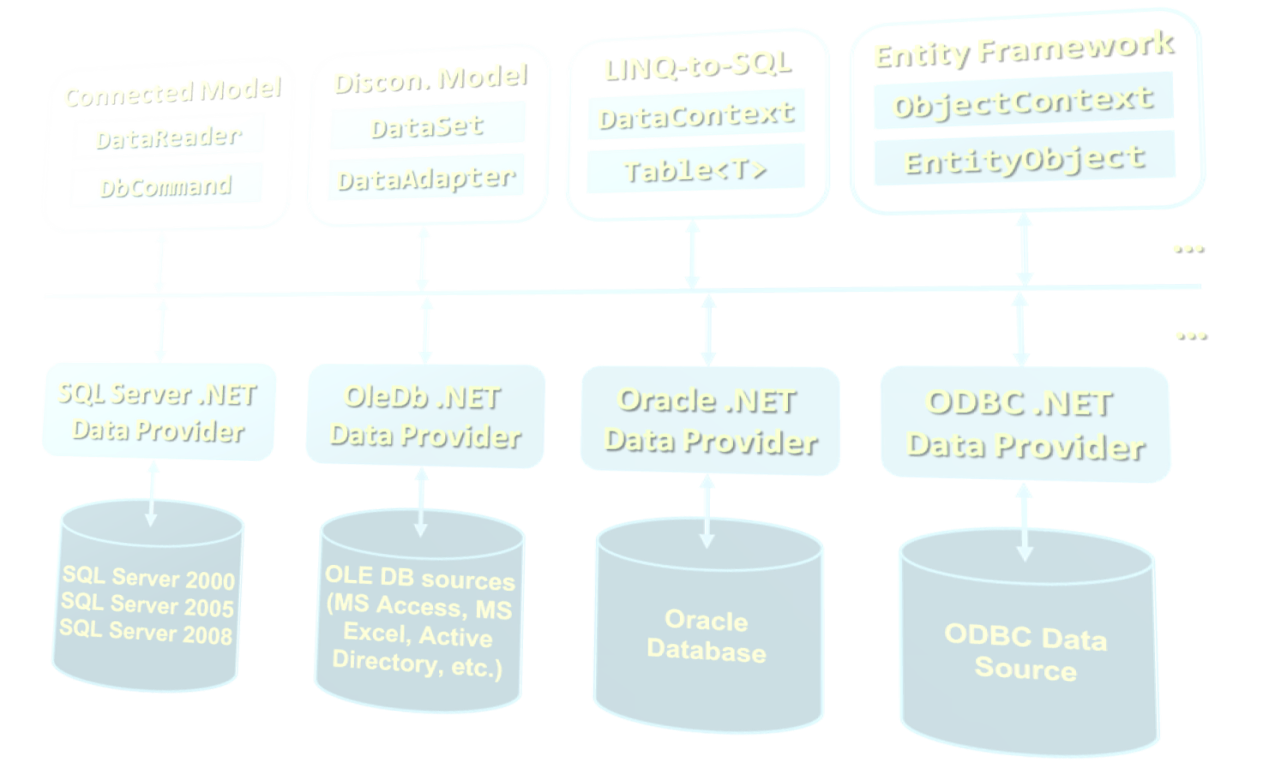 Connected Model
DataReader
DbCommand
Discon. Model
DataSet
DataAdapter
LINQ-to-SQL
DataContext
Table<T>
Entity Framework
ObjectContext
EntityObject
…
…
SQL Server .NET
Data Provider
OleDb .NET
Data Provider
Oracle .NET
Data Provider
ODBC .NET
Data Provider
SQL Server 2000
SQL Server 2005
SQL Server 2008
OLE DB sources
(MS Access, MS
Excel, Active
Directory, etc.)
Oracle
Database
ODBC Data
Source